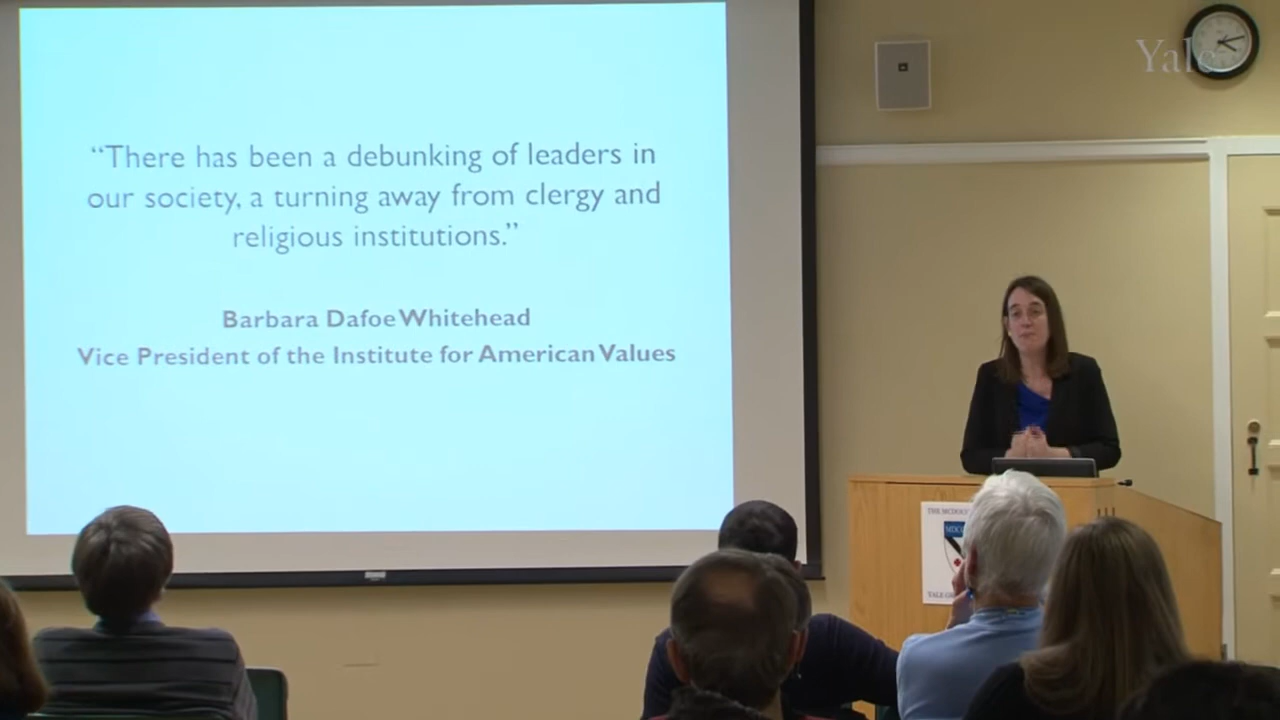 “There has been a debunking of leaders in
our society, a turning away from clergy and
religious institutions.”
Barbara Dafoe Whitehead
Vice President of the Institute for American Values
Yale